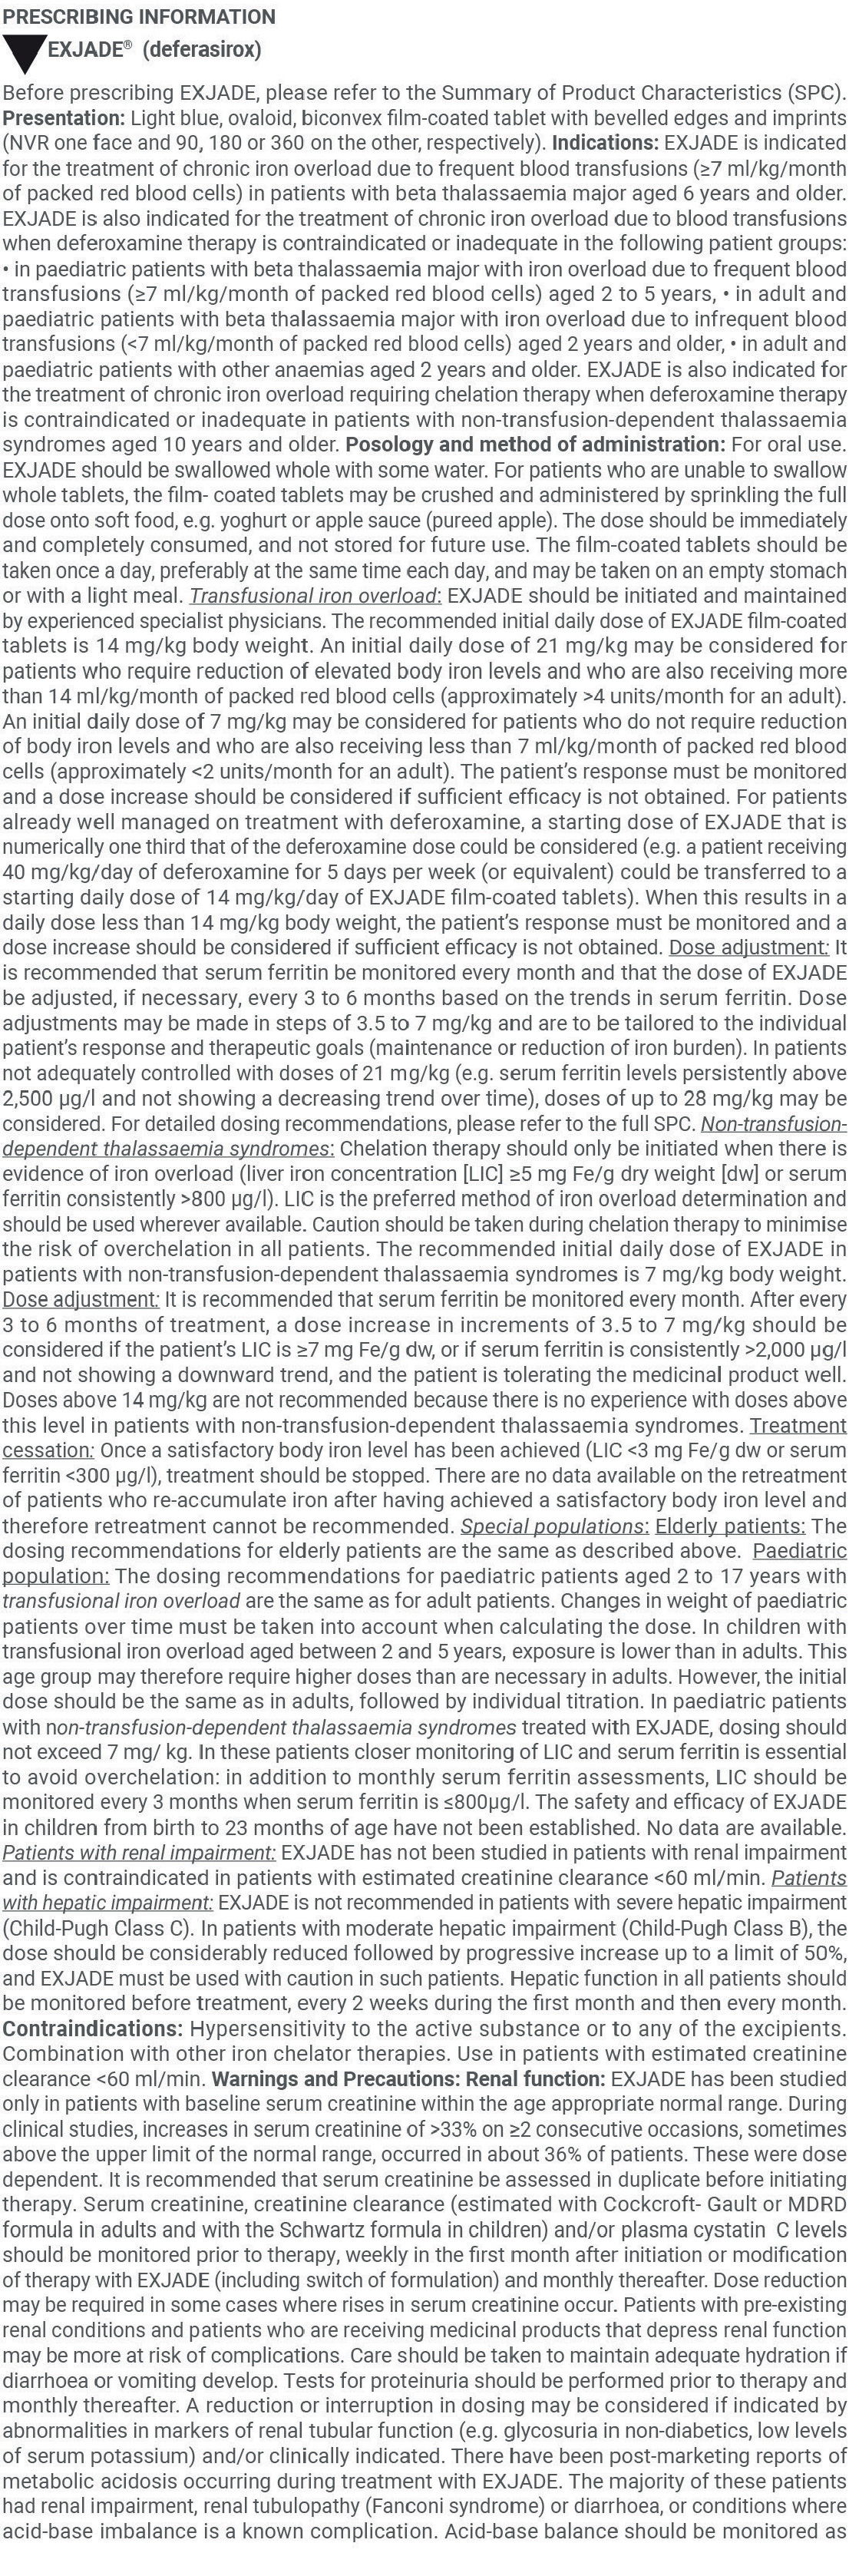 PRESCRIBING INFORMATION
EXJADE® (deferasirox)
Before prescribing EXJADE, please refer to the Summary of Product Characteristics (SPC).
Presentation: Light blue, ovaloid, biconvex film-coated tablet with bevelled edges and imprints
(NVR one face and 90, 180 or 360 on the other, respectively). Indications: EXJADE is indicated
for the treatment of chronic iron overload due to frequent blood transfusions (≥7 ml/kg/month
of packed red blood cells) in patients with beta thalassaemia major aged 6 years and older.
EXJADE is also indicated for the treatment of chronic iron overload due to blood transfusions
when deferoxamine therapy is contraindicated or inadequate in the following patient groups:
• in paediatric patients with beta thalassaemia major with iron overload due to frequent blood
transfusions (≥7 ml/kg/month of packed red blood cells) aged 2 to 5 years, • in adult and
paediatric patients with beta thalassaemia major with iron overload due to infrequent blood
transfusions (<7 ml/kg/month of packed red blood cells) aged 2 years and older, • in adult and
paediatric patients with other anaemias aged 2 years and older. EXJADE is also indicated for
the treatment of chronic iron overload requiring chelation therapy when deferoxamine therapy
is contraindicated or inadequate in patients with non-transfusion-dependent thalassaemia
syndromes aged 10 years and older. Posology and method of administration: For oral use.
EXJADE should be swallowed whole with some water. For patients who are unable to swallow
whole tablets, the film- coated tablets may be crushed and administered by sprinkling the full
dose onto soft food, e.g. yoghurt or apple sauce (pureed apple). The dose should be immediately
and completely consumed, and not stored for future use. The film-coated tablets should be
taken once a day, preferably at the same time each day, and may be taken on an empty stomach
or with a light meal. Transfusional iron overload: EXJADE should be initiated and maintained
by experienced specialist physicians. The recommended initial daily dose of EXJADE film-coated
tablets is 14 mg/kg body weight. An initial daily dose of 21 mg/kg may be considered for
patients who require reduction of elevated body iron levels and who are also receiving more
than 14 ml/kg/month of packed red blood cells (approximately >4 units/month for an adult).
An initial daily dose of 7 mg/kg may be considered for patients who do not require reduction
of body iron levels and who are also receiving less than 7 ml/kg/month of packed red blood
cells (approximately <2 units/month for an adult). The patient’s response must be monitored
and a dose increase should be considered if sufficient efficacy is not obtained. For patients
already well managed on treatment with deferoxamine, a starting dose of EXJADE that is
numerically one third that of the deferoxamine dose could be considered (e.g. a patient receiving
40 mg/kg/day of deferoxamine for 5 days per week (or equivalent) could be transferred to a
starting daily dose of 14 mg/kg/day of EXJADE film-coated tablets). When this results in a
daily dose less than 14 mg/kg body weight, the patient’s response must be monitored and a
dose increase should be considered if sufficient efficacy is not obtained. Dose adjustment: It
is recommended that serum ferritin be monitored every month and that the dose of EXJADE
be adjusted, if necessary, every 3 to 6 months based on the trends in serum ferritin. Dose
adjustments may be made in steps of 3.5 to 7 mg/kg and are to be tailored to the individual
patient’s response and therapeutic goals (maintenance or reduction of iron burden). In patients
not adequately controlled with doses of 21 mg/kg (e.g. serum ferritin levels persistently above
2,500 µg/l and not showing a decreasing trend over time), doses of up to 28 mg/kg may be
considered. For detailed dosing recommendations, please refer to the full SPC. Non-transfusion-
dependent thalassaemia syndromes: Chelation therapy should only be initiated when there is
evidence of iron overload (liver iron concentration [LIC] ≥5 mg Fe/g dry weight [dw] or serum
ferritin consistently >800 µg/l). LIC is the preferred method of iron overload determination and
should be used wherever available. Caution should be taken during chelation therapy to minimise
the risk of overchelation in all patients. The recommended initial daily dose of EXJADE in
patients with non-transfusion-dependent thalassaemia syndromes is 7 mg/kg body weight.
Dose adjustment: It is recommended that serum ferritin be monitored every month. After every
3 to 6 months of treatment, a dose increase in increments of 3.5 to 7 mg/kg should be
considered if the patient’s LIC is ≥7 mg Fe/g dw, or if serum ferritin is consistently >2,000 µg/l
and not showing a downward trend, and the patient is tolerating the medicinal product well.
Doses above 14 mg/kg are not recommended because there is no experience with doses above
this level in patients with non-transfusion-dependent thalassaemia syndromes. Treatment
cessation: Once a satisfactory body iron level has been achieved (LIC <3 mg Fe/g dw or serum
ferritin <300 µg/l), treatment should be stopped. There are no data available on the retreatment
of patients who re-accumulate iron after having achieved a satisfactory body iron level and
therefore retreatment cannot be recommended. Special populations: Elderly patients: The
dosing recommendations for elderly patients are the same as described above. Paediatric
population: The dosing recommendations for paediatric patients aged 2 to 17 years with
transfusional iron overload are the same as for adult patients. Changes in weight of paediatric
patients over time must be taken into account when calculating the dose. In children with
transfusional iron overload aged between 2 and 5 years, exposure is lower than in adults. This
age group may therefore require higher doses than are necessary in adults. However, the initial
dose should be the same as in adults, followed by individual titration. In paediatric patients
with non-transfusion-dependent thalassaemia syndromes treated with EXJADE, dosing should
not exceed 7 mg/ kg. In these patients closer monitoring of LIC and serum ferritin is essential
to avoid overchelation: in addition to monthly serum ferritin assessments, LIC should be
monitored every 3 months when serum ferritin is ≤800µg/l. The safety and efficacy of EXJADE
in children from birth to 23 months of age have not been established. No data are available.
Patients with renal impairment: EXJADE has not been studied in patients with renal impairment
and is contraindicated in patients with estimated creatinine clearance <60 ml/min. Patients
with hepatic impairment: EXJADE is not recommended in patients with severe hepatic impairment
(Child-Pugh Class C). In patients with moderate hepatic impairment (Child-Pugh Class B), the
dose should be considerably reduced followed by progressive increase up to a limit of 50%,
and EXJADE must be used with caution in such patients. Hepatic function in all patients should
be monitored before treatment, every 2 weeks during the first month and then every month.
Contraindications: Hypersensitivity to the active substance or to any of the excipients.
Combination with other iron chelator therapies. Use in patients with estimated creatinine
clearance <60 ml/min. Warnings and Precautions: Renal function: EXJADE has been studied
only in patients with baseline serum creatinine within the age appropriate normal range. During
clinical studies, increases in serum creatinine of >33% on ≥2 consecutive occasions, sometimes
above the upper limit of the normal range, occurred in about 36% of patients. These were dose
dependent. It is recommended that serum creatinine be assessed in duplicate before initiating
therapy. Serum creatinine, creatinine clearance (estimated with Cockcroft- Gault or MDRD
formula in adults and with the Schwartz formula in children) and/or plasma cystatin C levels
should be monitored prior to therapy, weekly in the first month after initiation or modification
of therapy with EXJADE (including switch of formulation) and monthly thereafter. Dose reduction
may be required in some cases where rises in serum creatinine occur. Patients with pre-existing
renal conditions and patients who are receiving medicinal products that depress renal function
may be more at risk of complications. Care should be taken to maintain adequate hydration if
diarrhoea or vomiting develop. Tests for proteinuria should be performed prior to therapy and
monthly thereafter. A reduction or interruption in dosing may be considered if indicated by
abnormalities in markers of renal tubular function (e.g. glycosuria in non-diabetics, low levels
of serum potassium) and/or clinically indicated. There have been post-marketing reports of
metabolic acidosis occurring during treatment with EXJADE. The majority of these patients
had renal impairment, renal tubulopathy (Fanconi syndrome) or diarrhoea, or conditions where
acid-base imbalance is a known complication. Acid-base balance should be monitored as